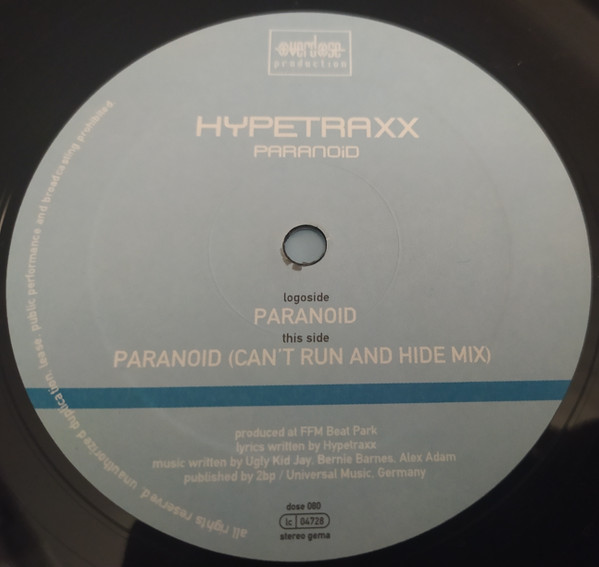 overdose
production
HYPETRAXX
PARANOiD
logoside
PARANOID
this side
PARANOID (CAN'T RUN AND HIDE MIX)
produced at FFM Beat Park
lyrics written by Hypetraxx
music written by Ugly Kid Jay, Bernie Barnes, Alex Adam
published by 2bp / Universal Music, Germany
dose 080
lc 04728
stereo gema
all rights reserved. unauthorized duplication, lease, public performance and broadcasting prohibited.